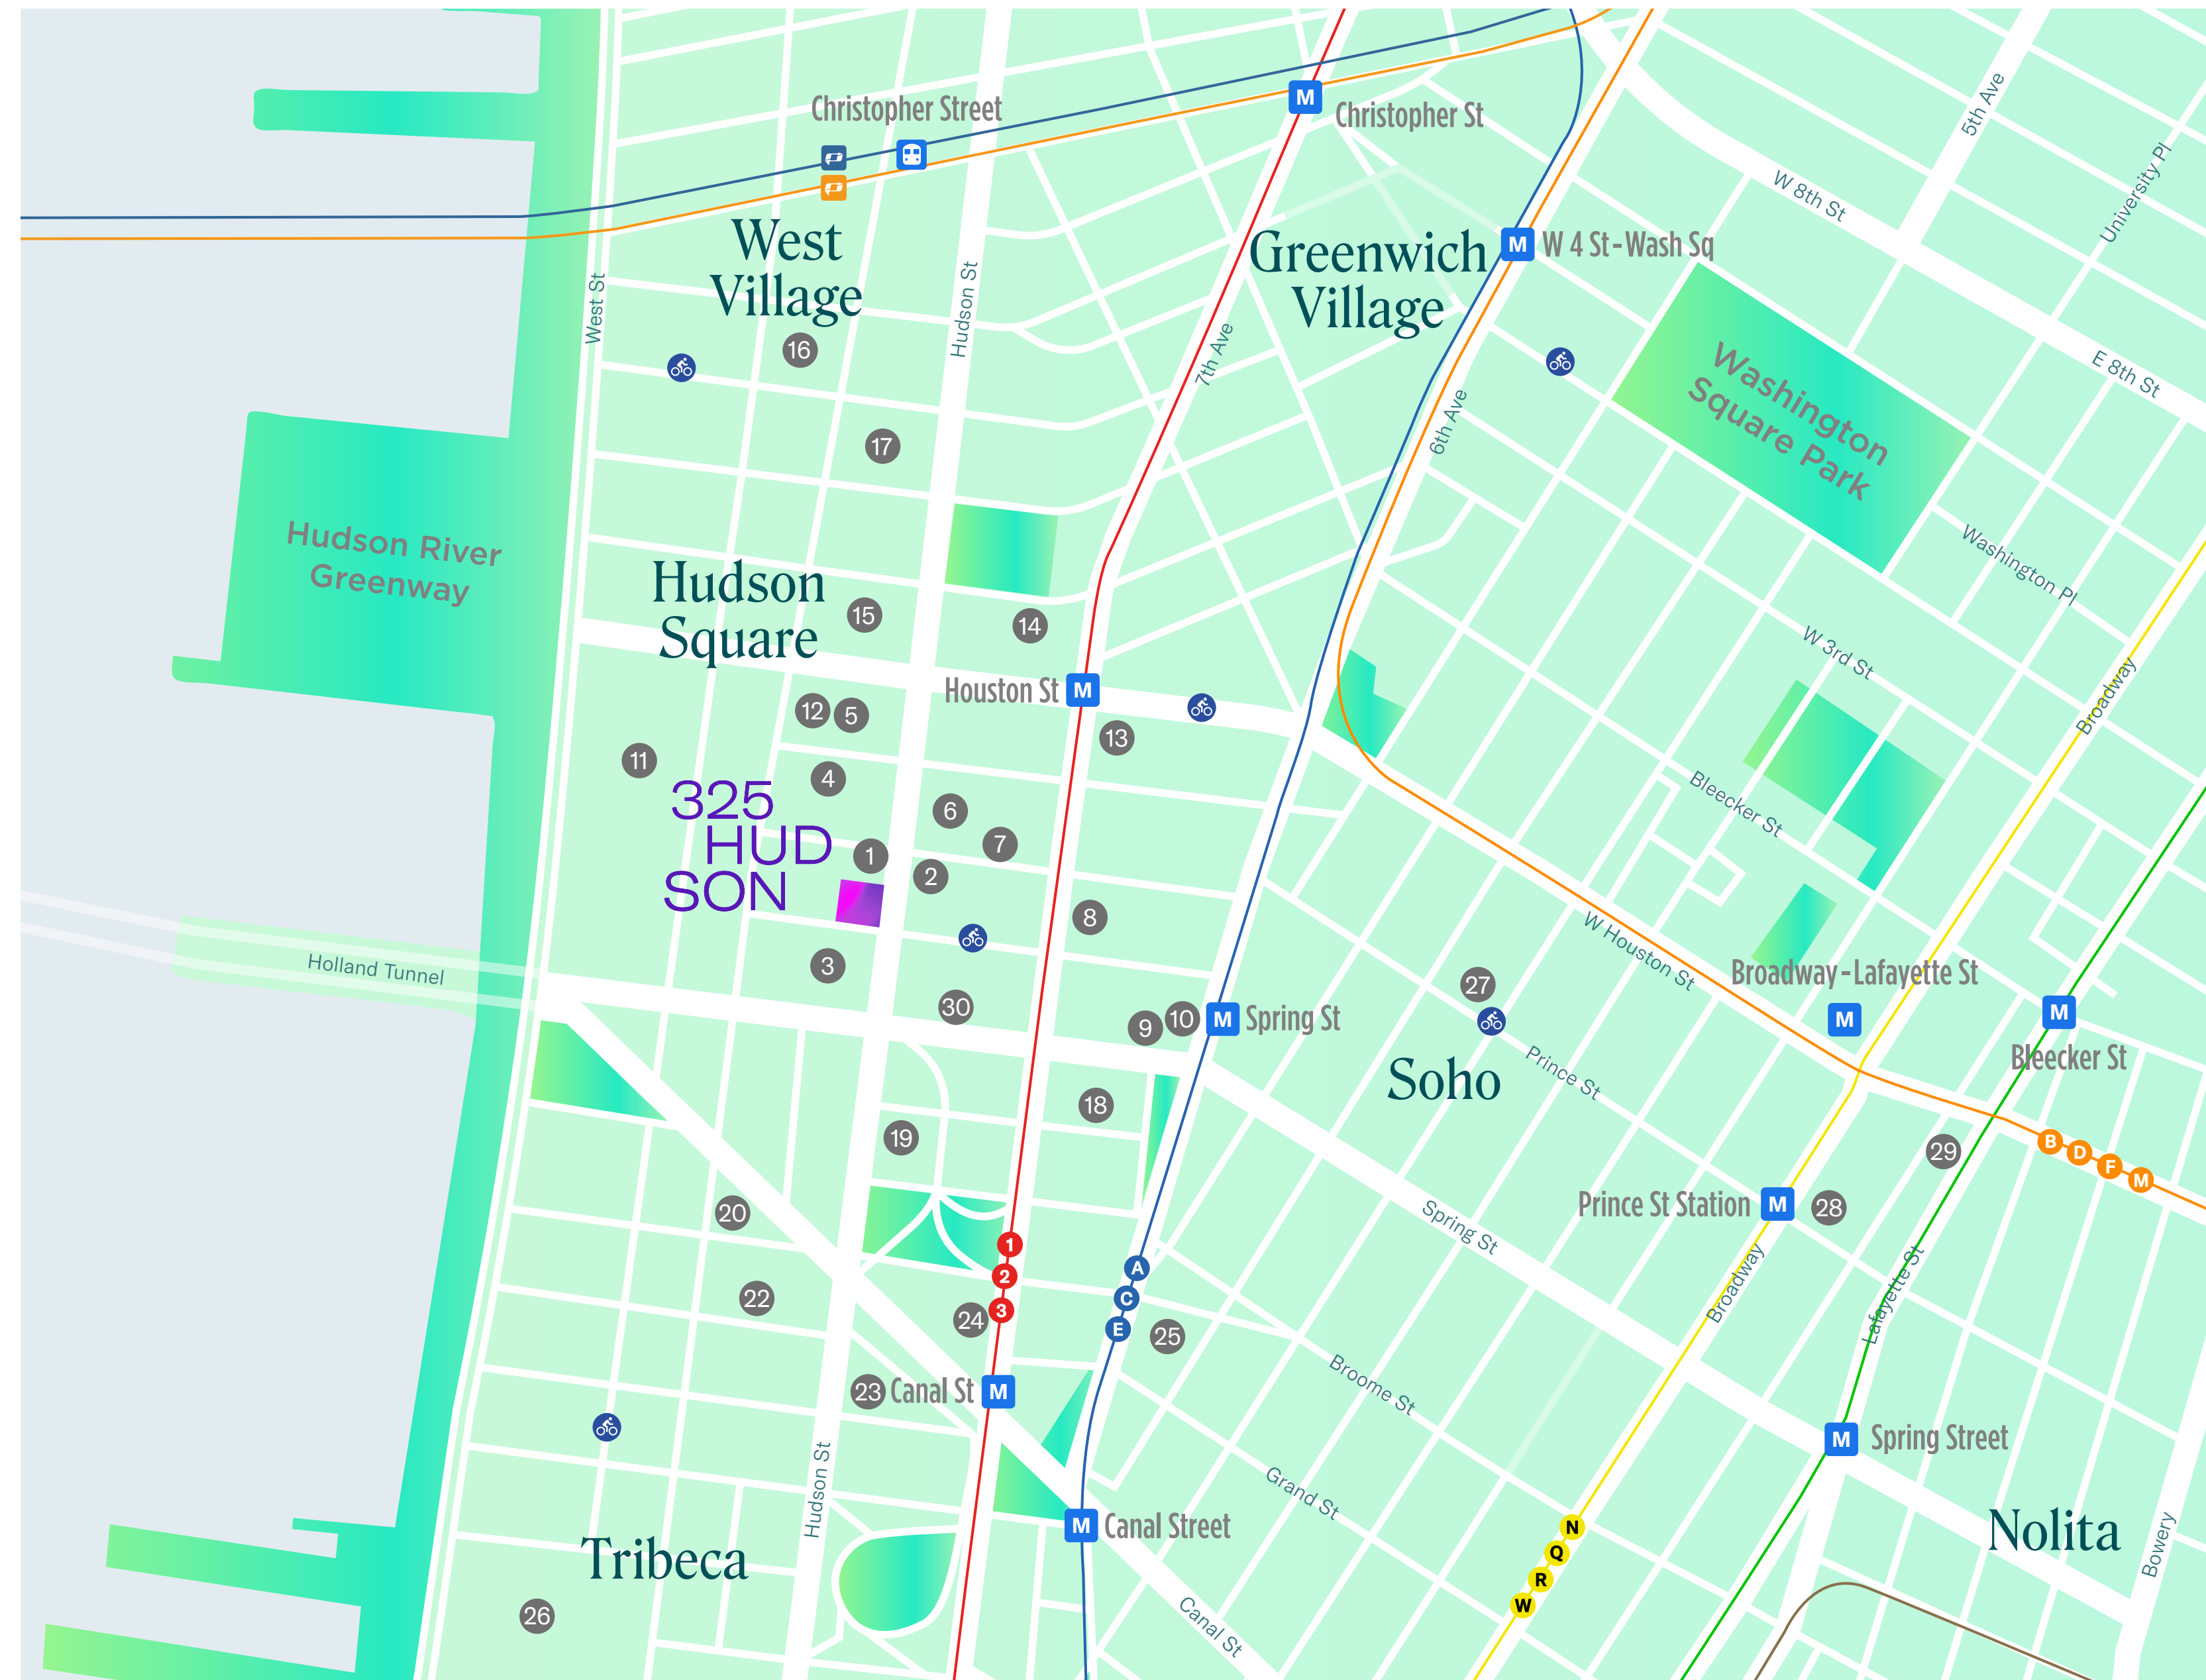 Christopher Street
M
Christopher St
5th Ave
W 8th St
University Pl
West
Village
Greenwich
Village
M
W 4 St-Wash Sq
West St
Hudson St
7th Ave
6th Ave
16
E 8th St
Washington
Square Park
17
Hudson River
Greenway
Washington Pl
Hudson
Square
15
14
W 3rd St
Broadway
Houston St
M
12
5
13
11
4
325
HUD
SON
6
7
1
2
Bleecker St
8
W Houston St
Holland Tunnel
3
30
9
10
M
Spring St
27
Broadway-Lafayette St
M
M
Bleecker St
Soho
Prince St
18
19
29
B
D
F
M
20
Prince St Station
M
28
Spring St
1
2
3
A
C
E
22
24
25
Broadway
Lafayette St
23
Canal St
M
Broome St
M
Spring Street
Hudson St
Grand St
M
Canal Street
N
Q
R
W
Nolita
Bowery
Tribeca
26
Canal St